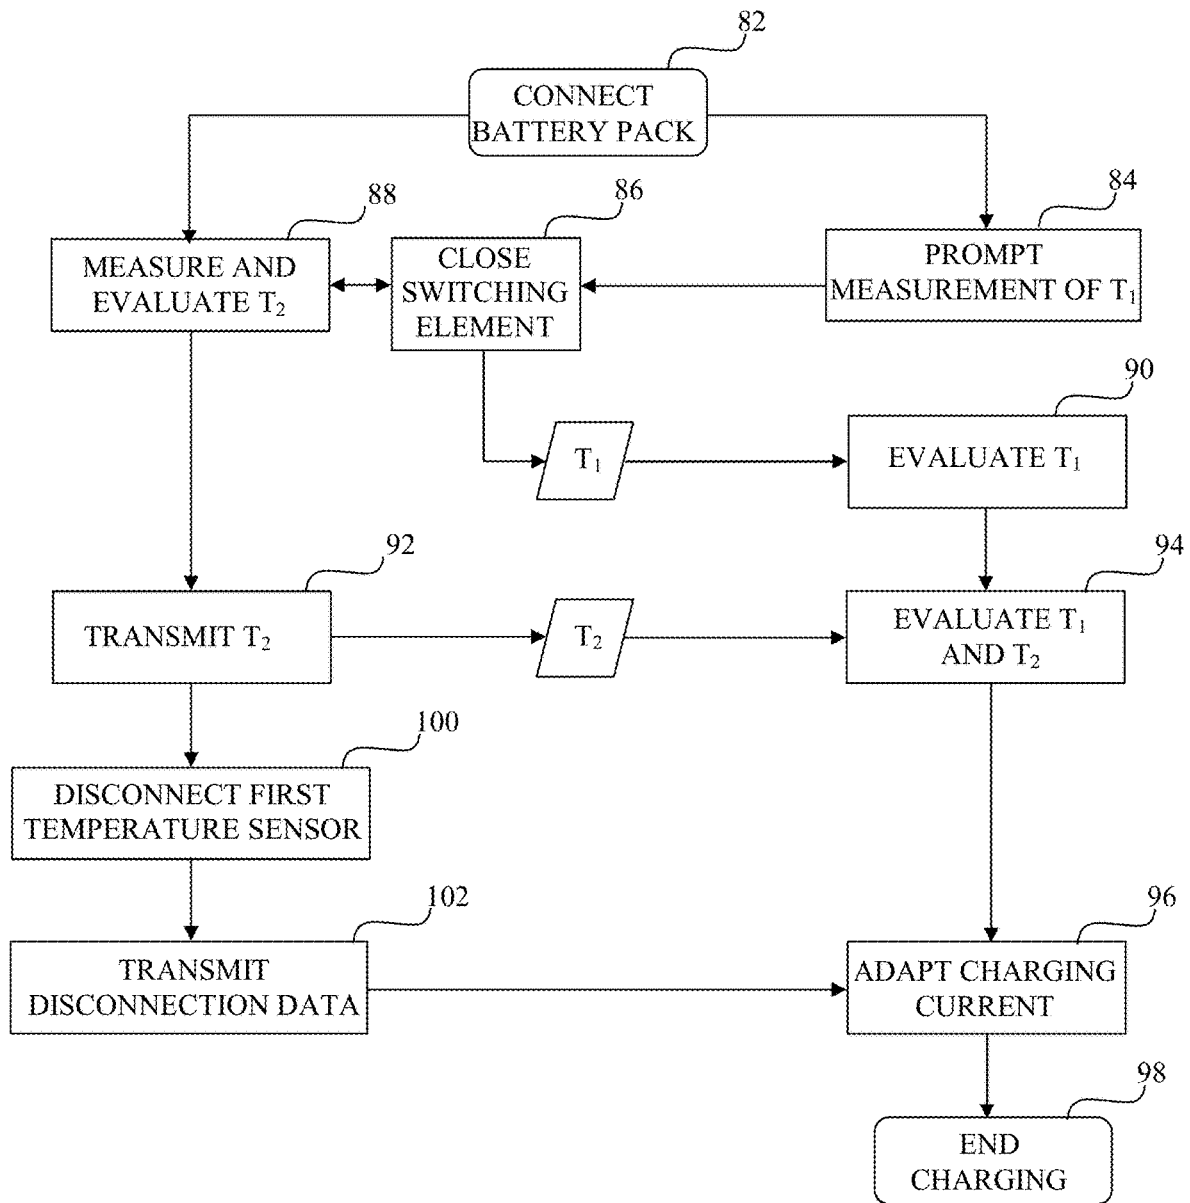 82
CONNECT
BATTERY PACK
88
86
84
MEASURE AND
EVALUATE T₂
CLOSE
SWITCHING
ELEMENT
PROMPT
MEASUREMENT OF T₁
90
T₁
EVALUATE T₁
92
94
TRANSMIT T₂
T₂
EVALUATE T₁
AND T₂
100
DISCONNECT FIRST
TEMPERATURE SENSOR
102
96
TRANSMIT
DISCONNECTION DATA
ADAPT CHARGING
CURRENT
98
END
CHARGING